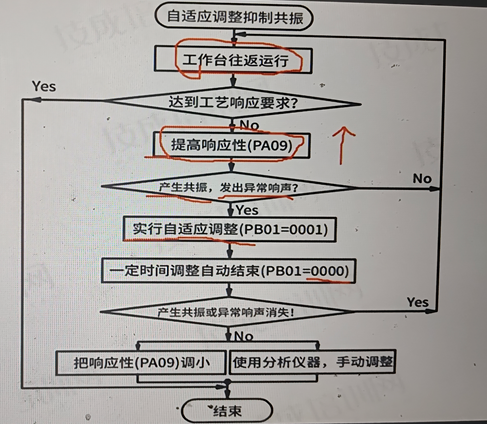 自适应调整抑制共振
工作台往返运行
Yes
达到工艺响应要求?
No
提高响应性(PA09)
产生共振，发出异常响声?
No
Yes
实行自适应调整(PB01=0001)
一定时间调整自动结束(PB01=0000)
产生共振或异常响声消失!
Yes
No
把响应性(PA09)调小
使用分析仪器，手动调整
结束